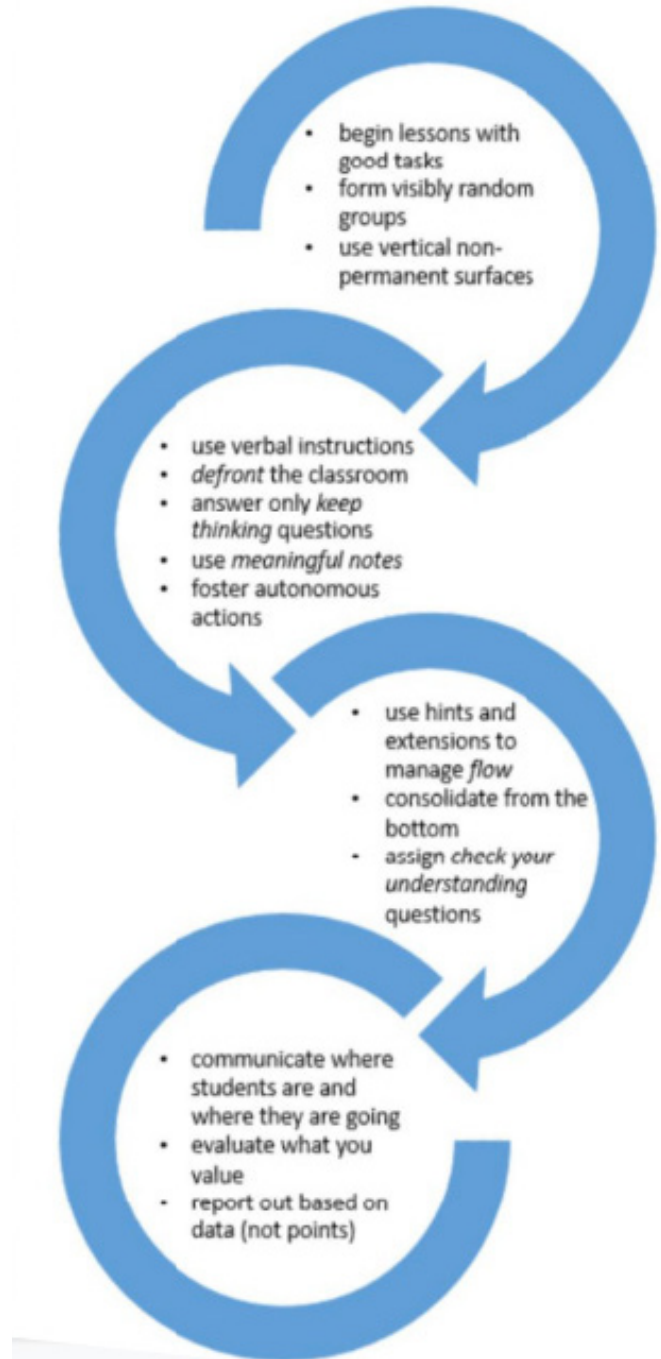 • begin lessons with
good tasks
• form visibly random
groups
• use vertical non-
permanent surfaces
• use verbal instructions
• defront the classroom
• answer only keep
thinking questions
• use meaningful notes
• foster autonomous
actions
• use hints and
extensions to
manage flow
• consolidate from the
bottom
- assign check your
understanding
questions
• communicate where
students are and
where they are going
• evaluate what you
value
- report out based on
data (not points)